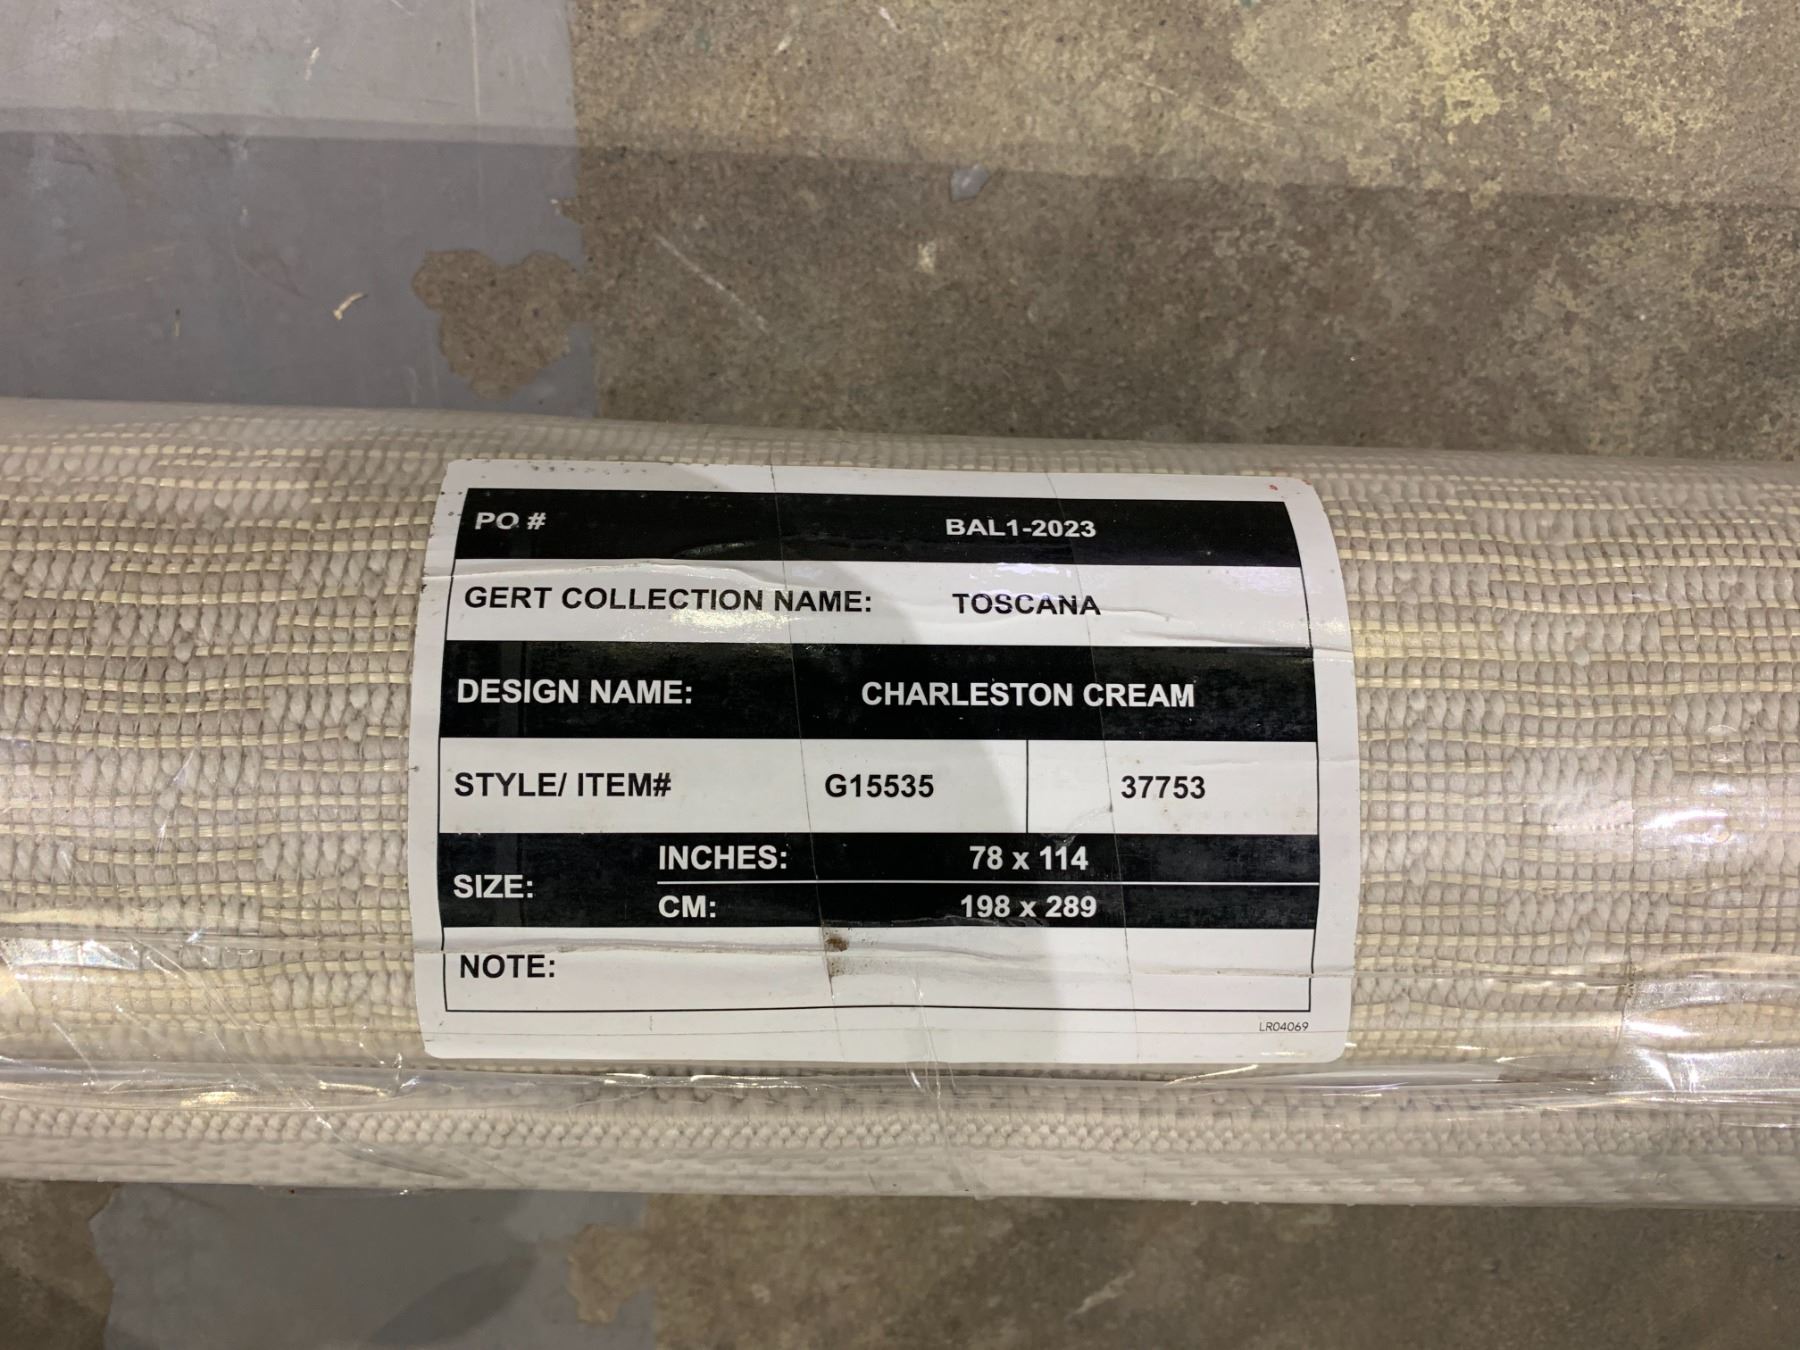 PO # BAL1-2023
GERT COLLECTION NAME: TOSCANA
DESIGN NAME: CHARLESTON CREAM
STYLE/ ITEM# G15535 37753
SIZE: INCHES: 78 x 114
CM: 198 x 289
NOTE:
LR04069